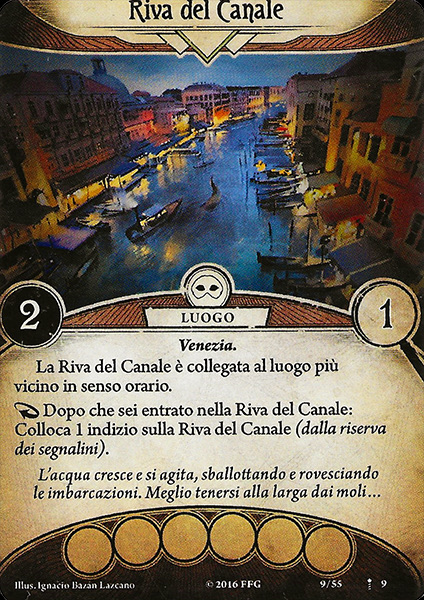 Riva del Canale
2
LUOGO
1
Venezia.
La Riva del Canale è collegata al luogo più
vicino in senso orario.
Dopo che sei entrato nella Riva del Canale:
Colloca 1 indizio sulla Riva del Canale (dalla riserva
dei segnalini).
L'acqua cresce e si agita, sballottando e rovesciando
le imbarcazioni. Meglio tenersi alla larga dai moli…
Illus. Ignacio Bazán Lazcano © 2016 FFG 9/55 9